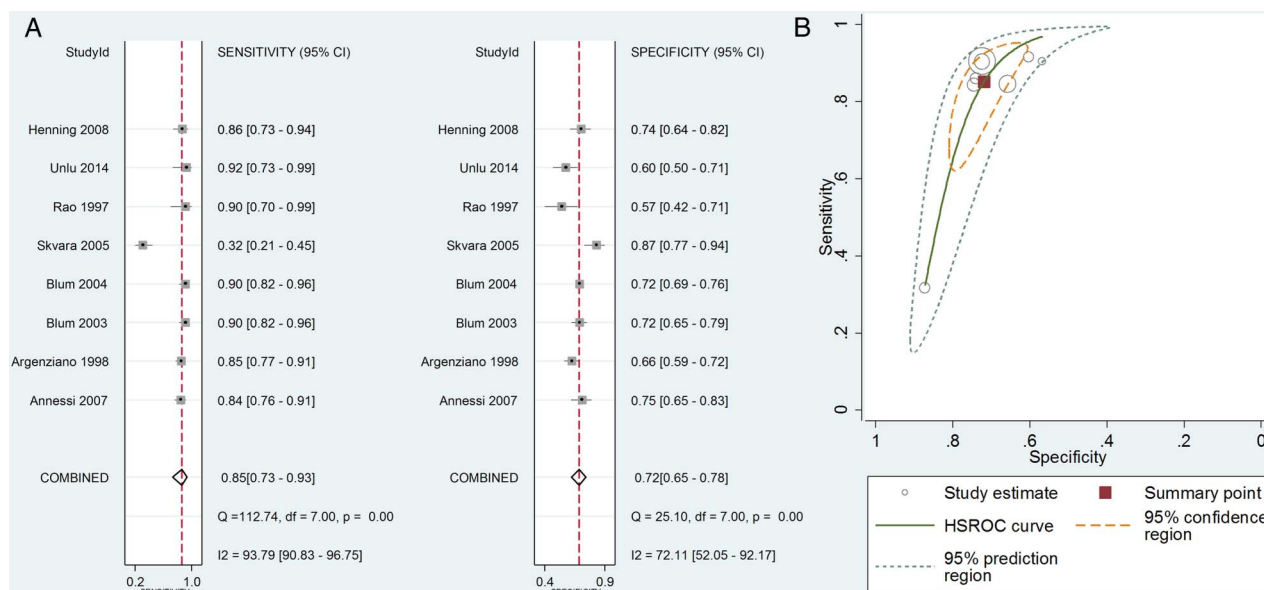 A
StudyId SENSITIVITY (95% CI)
Henning 2008 0.86 [0.73 - 0.94]
Unlu 2014 0.92 [0.73 - 0.99]
Rao 1997 0.90 [0.70 - 0.99]
Skvara 2005 0.32 [0.21 - 0.45]
Blum 2004 0.90 [0.82 - 0.96]
Blum 2003 0.90 [0.82 - 0.96]
Argenziano 1998 0.85 [0.77 - 0.91]
Annessi 2007 0.84 [0.76 - 0.91]
COMBINED 0.85[0.73 - 0.93]
Q =112.74, df = 7.00, p = 0.00
I2 = 93.79 [90.83 - 96.75]
0.2 1.0
SENSITIVITY
StudyId SPECIFICITY (95% CI)
Henning 2008 0.74 [0.64 - 0.82]
Unlu 2014 0.60 [0.50 - 0.71]
Rao 1997 0.57 [0.42 - 0.71]
Skvara 2005 0.87 [0.77 - 0.94]
Blum 2004 0.72 [0.69 - 0.76]
Blum 2003 0.72 [0.65 - 0.79]
Argenziano 1998 0.66 [0.59 - 0.72]
Annessi 2007 0.75 [0.65 - 0.83]
COMBINED 0.72[0.65 - 0.78]
Q = 25.10, df = 7.00, p = 0.00
I2 = 72.11 [52.05 - 92.17]
0.4 0.9
SPECIFICITY
B
Sensitivity
1
.8
.6
.4
.2
0
1 .8 .6 .4 .2 0
Specificity
Study estimate
Summary point
HSROC curve
95% confidence
region
95% prediction
region